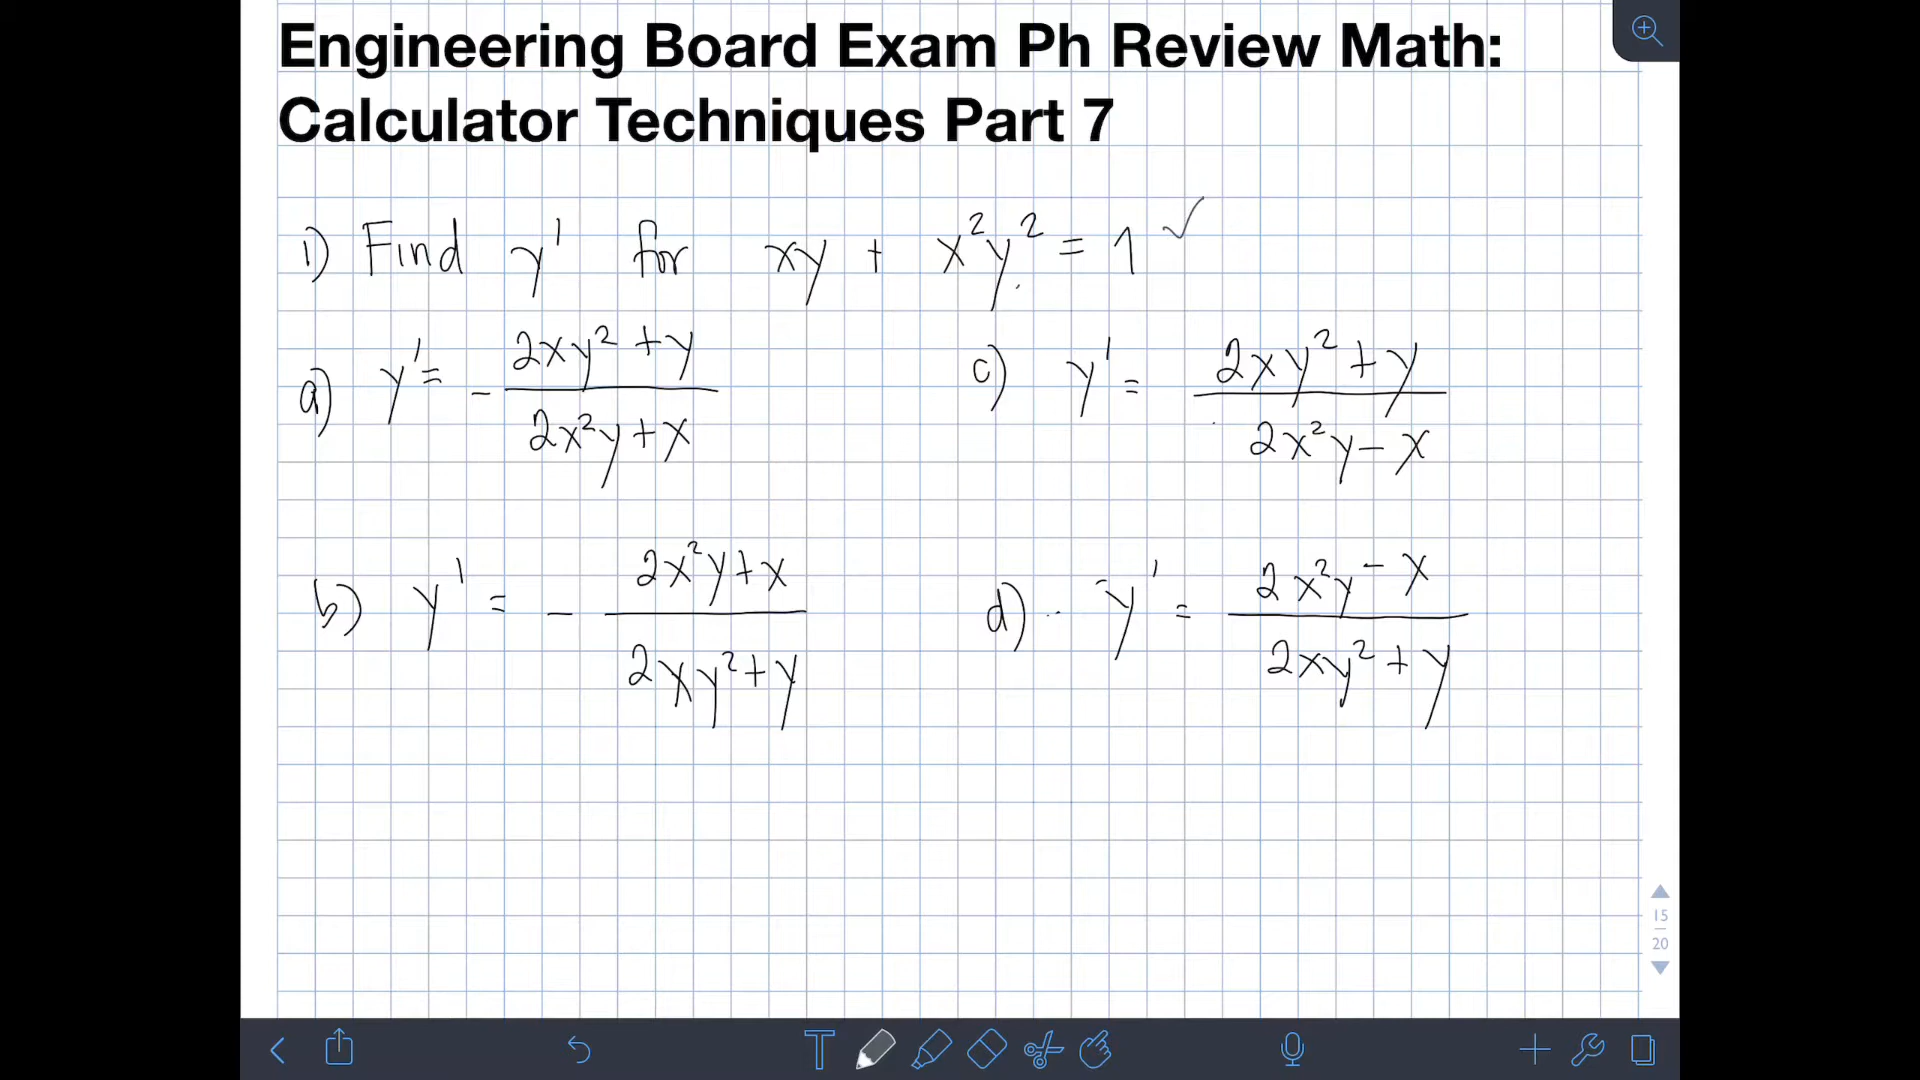 Engineering Board Exam Ph Review Math:
Calculator Techniques Part 7
1) Find y' for xy + x²y² = 1 ✓
a) y' = - (2xy² + y) / (2x²y + x)
c) y' = (2xy² + y) / (2x²y - x)
b) y' = - (2x²y + x) / (2xy² + y)
d) y' = (2x²y - x) / (2xy² + y)
15
20
T